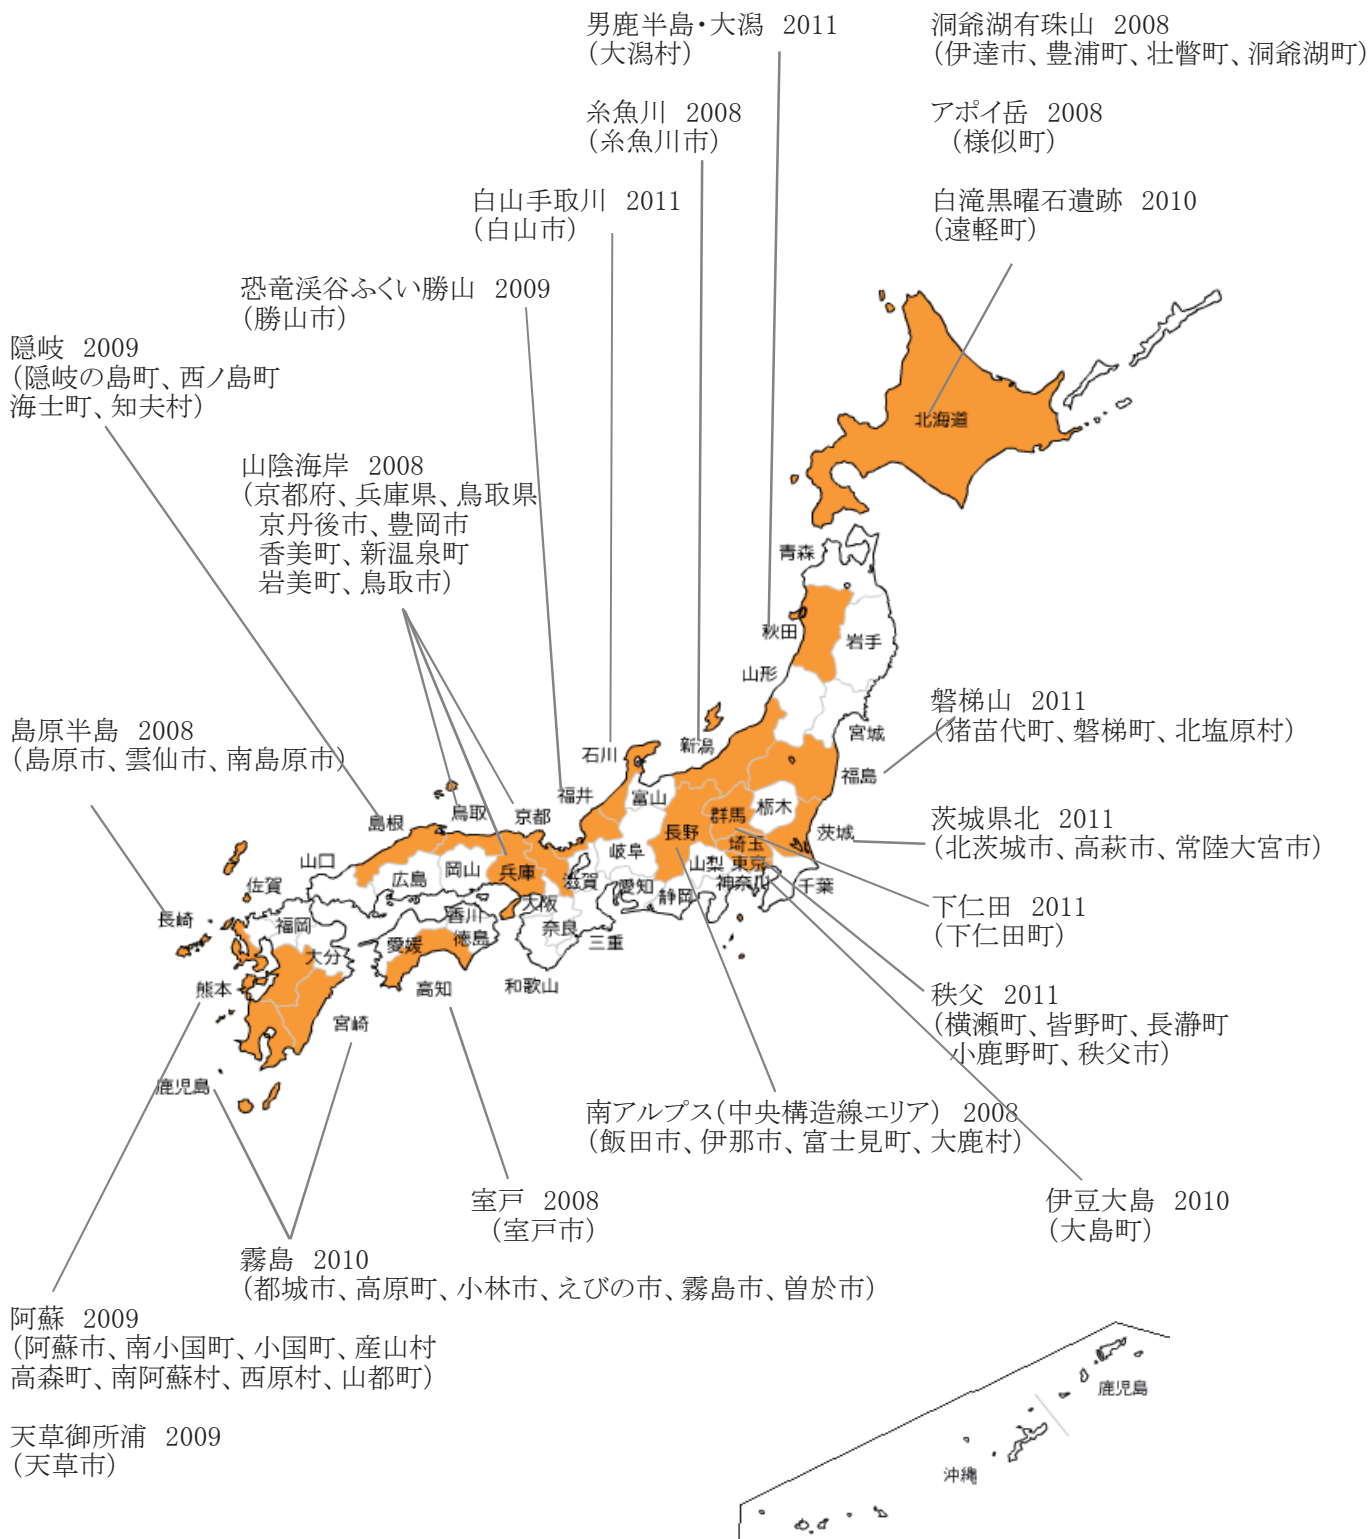 男鹿半島・大潟 2011
(大潟村)
洞爺湖有珠山 2008
(伊達市、豊浦町、壮瞥町、洞爺湖町)
糸魚川 2008
(糸魚川市)
アポイ岳 2008
(様似町)
白山手取川 2011
(白山市)
白滝黒曜石遺跡 2010
(遠軽町)
恐竜渓谷ふくい勝山 2009
(勝山市)
隠岐 2009
(隠岐の島町、西ノ島町
海士町、知夫村)
山陰海岸 2008
(京都府、兵庫県、鳥取県
京丹後市、豊岡市
香美町、新温泉町
岩美町、鳥取市)
島原半島 2008
(島原市、雲仙市、南島原市)
磐梯山 2011
(猪苗代町、磐梯町、北塩原村)
茨城県北 2011
(北茨城市、高萩市、常陸大宮市)
下仁田 2011
(下仁田町)
秩父 2011
(横瀬町、皆野町、長瀞町
小鹿野町、秩父市)
南アルプス(中央構造線エリア) 2008
(飯田市、伊那市、富士見町、大鹿村)
室戸 2008
(室戸市)
伊豆大島 2010
(大島町)
霧島 2010
(都城市、高原町、小林市、えびの市、霧島市、曽於市)
阿蘇 2009
(阿蘇市、南小国町、小国町、産山村
高森町、南阿蘇村、西原村、山都町)
天草御所浦 2009
(天草市)
北海道
青森
秋田
岩手
山形
宮城
新潟
福島
石川
富山
福井
群馬
栃木
茨城
長野
埼玉
東京
山梨
神奈川
千葉
静岡
岐阜
愛知
滋賀
三重
京都
大阪
奈良
和歌山
兵庫
鳥取
島根
岡山
広島
山口
香川
徳島
愛媛
高知
福岡
佐賀
長崎
大分
熊本
宮崎
鹿児島
鹿児島
沖縄